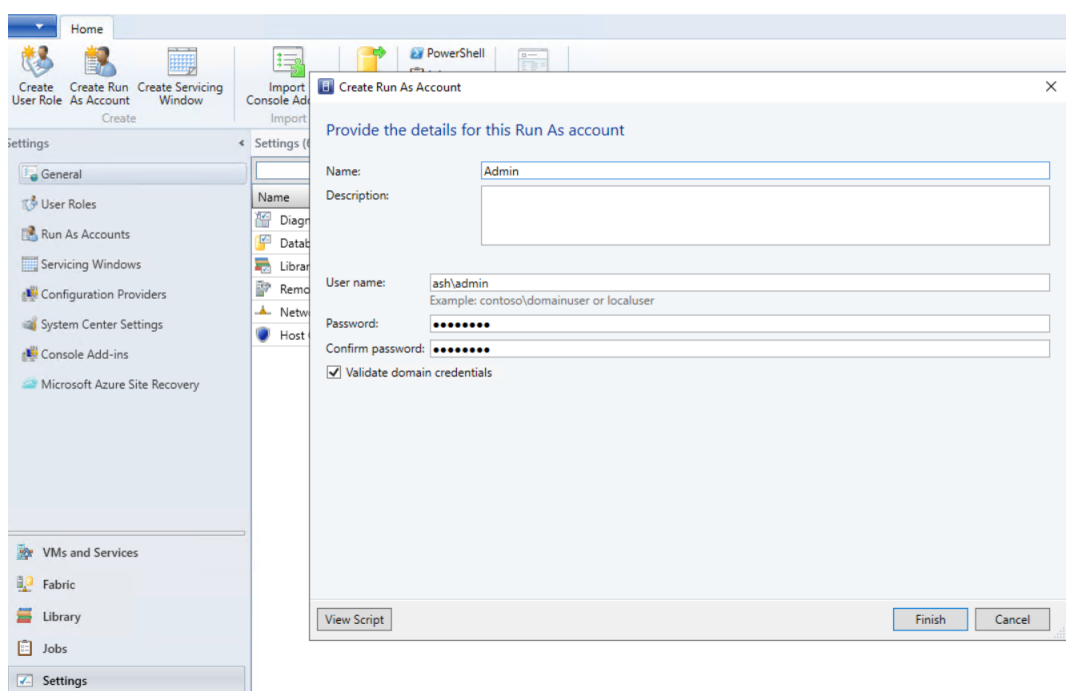 Home
PowerShell
Create User Role
Create Run As Account
Create Servicing Window
Import
Console
Create
Import
Create Run As Account
Provide the details for this Run As account
Name:
Admin
Description:
User name:
ash\admin
Example: contoso\domainuser or localuser
Password:
●●●●●●●●
Confirm password:
●●●●●●●●
Validate domain credentials
View Script
Finish
Cancel
Settings
General
User Roles
Run As Accounts
Servicing Windows
Configuration Providers
System Center Settings
Console Add-ins
Microsoft Azure Site Recovery
VMs and Services
Fabric
Library
Jobs
Settings
Settings (6
Name
Diagn
Datab
Librar
Remo
Netw
Host